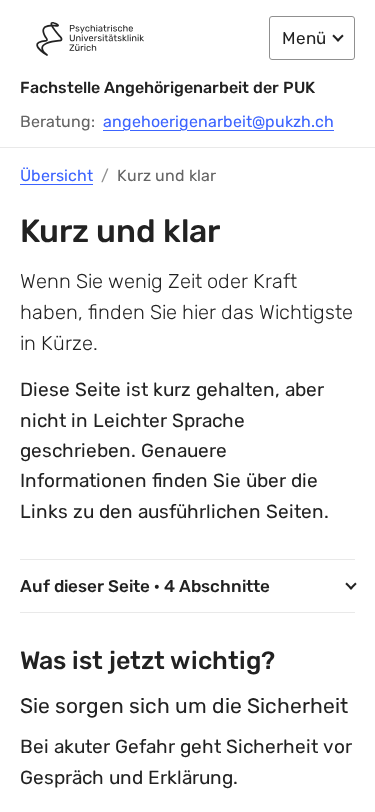 Psychiatrische
Universitätsklinik
Zürich
Menü
Fachstelle Angehörigenarbeit der PUK
Beratung: angehoerigenarbeit@pukzh.ch
Übersicht / Kurz und klar
Kurz und klar
Wenn Sie wenig Zeit oder Kraft
haben, finden Sie hier das Wichtigste
in Kürze.
Diese Seite ist kurz gehalten, aber
nicht in Leichter Sprache
geschrieben. Genauere
Informationen finden Sie über die
Links zu den ausführlichen Seiten.
Auf dieser Seite • 4 Abschnitte
Was ist jetzt wichtig?
Sie sorgen sich um die Sicherheit
Bei akuter Gefahr geht Sicherheit vor
Gespräch und Erklärung.